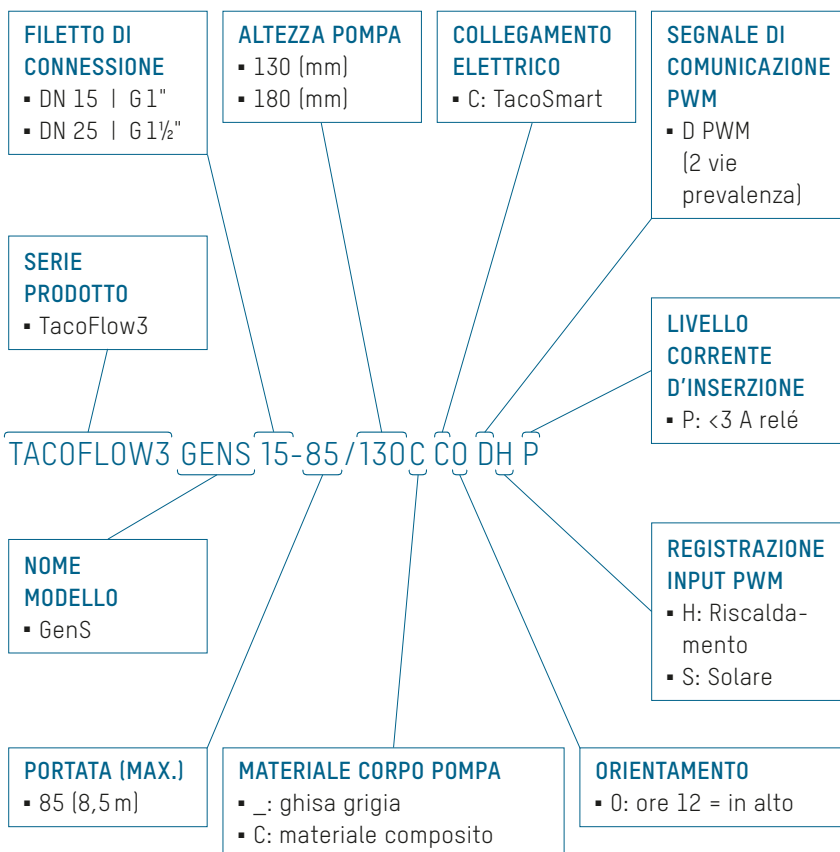 FILETTO DI
CONNESSIONE
▪ DN 15 | G 1"
▪ DN 25 | G 1½"
ALTEZZA POMPA
▪ 130 (mm)
▪ 180 (mm)
COLLEGAMENTO
ELETTRICO
▪ C: TacoSmart
SEGNALE DI
COMUNICAZIONE
PWM
▪ D PWM
(2 vie
prevalenza)
SERIE
PRODOTTO
▪ TacoFlow3
LIVELLO
CORRENTE
D'INSERZIONE
▪ P: <3 A relé
TACOFLOW3 GENS 15-85/130C CO DH P
NOME
MODELLO
▪ GenS
REGISTRAZIONE
INPUT PWM
▪ H: Riscalda-
mento
▪ S: Solare
PORTATA (MAX.)
▪ 85 (8,5 m)
MATERIALE CORPO POMPA
▪ _: ghisa grigia
▪ C: materiale composito
ORIENTAMENTO
▪ 0: ore 12 = in alto